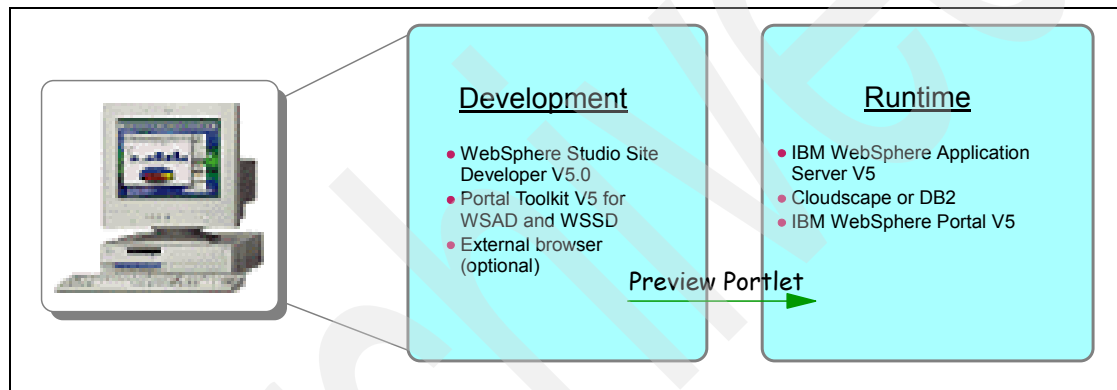 Development
• WebSphere Studio Site
Developer V5.0
• Portal Toolkit V5 for
WSAD and WSSD
• External browser
(optional)
Preview Portlet
Runtime
• IBM WebSphere Application
Server V5
• Cloudscape or DB2
• IBM WebSphere Portal V5